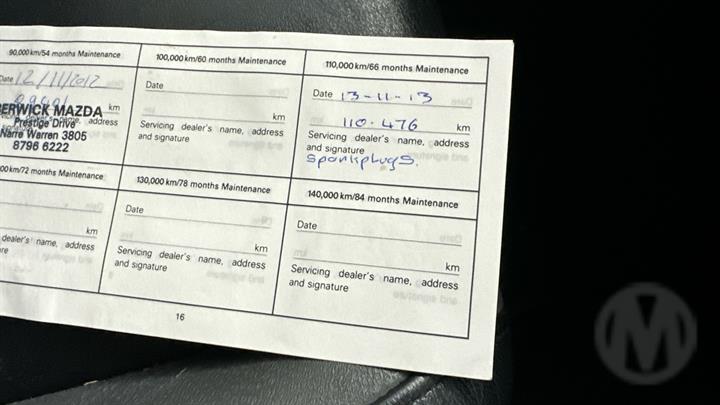 90,000 km/54 months Maintenance
Date 12/11/2012
km
BERWICK MAZDA
Prestige Drive
Narre Warren 3805
8796 6222
100,000 km/60 months Maintenance
Date
km
Servicing dealer's name, address
and signature
110,000 km/66 months Maintenance
Date 13-11-13
110.476 km
Servicing dealer's name, address
and signature
Sparkplugs.
00 km/72 months Maintenance
km
dealer's name, address
re
130,000 km/78 months Maintenance
Date
km
Servicing dealer's name, address
and signature
140,000 km/84 months Maintenance
Date
km
Servicing dealer's name, address
and signature
16
M